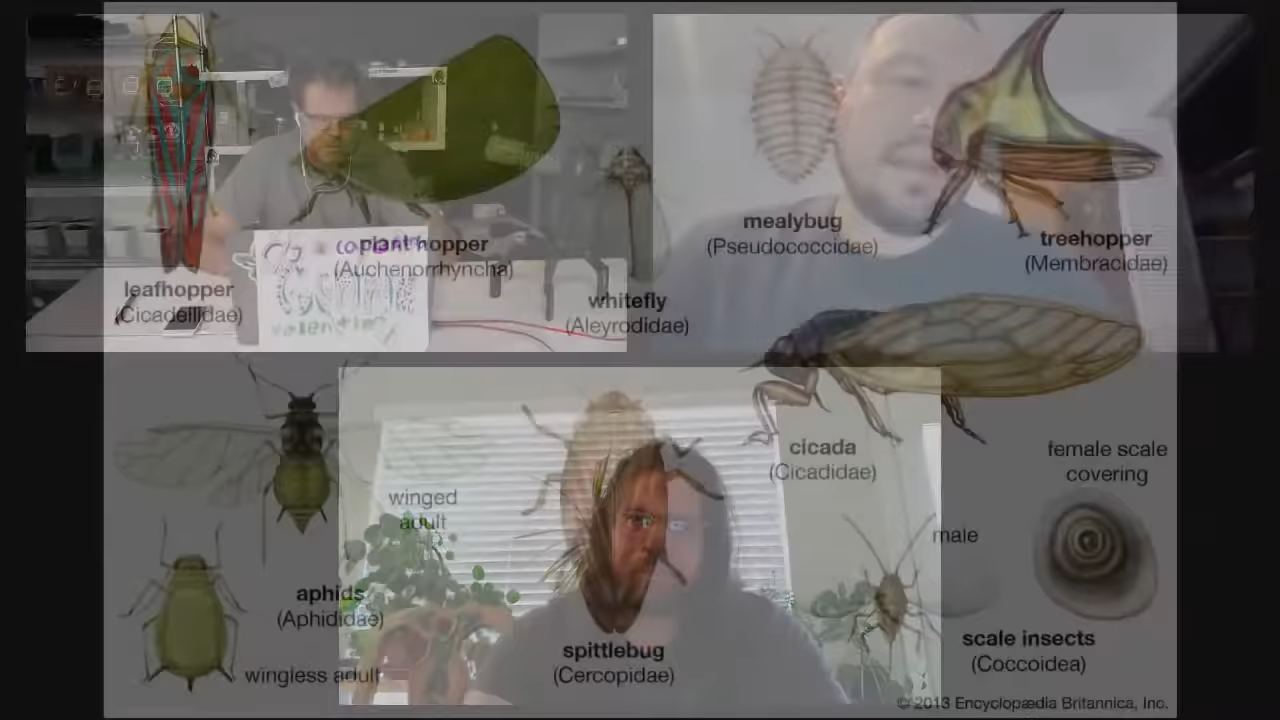 mealybug
(Pseudococcidae)
treehopper
(Membracidae)
plant hopper
(Auchenorrhyncha)
leafhopper
(Cicadellidae)
whitefly
(Aleyrodidae)
cicada
(Cicadidae)
female scale
covering
winged
adult
male
aphids
(Aphididae)
wingless adult
spittlebug
(Cercopidae)
scale insects
(Coccoidea)
© 2013 Encyclopædia Britannica, Inc.